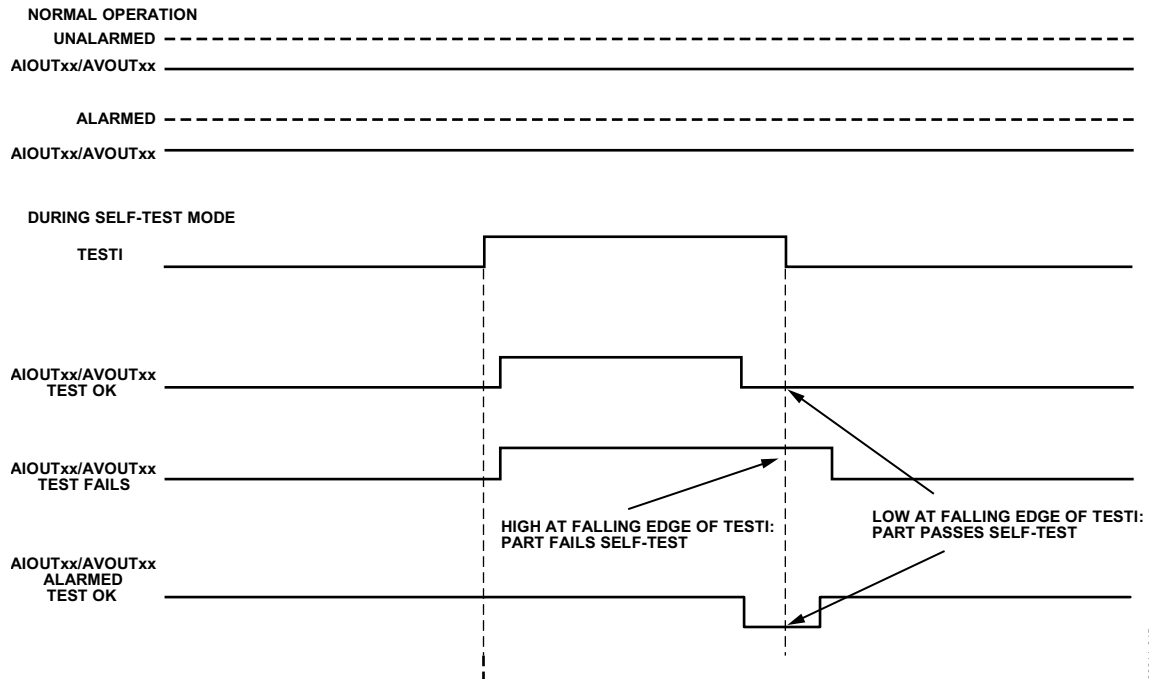 NORMAL OPERATION
UNALARMED
AIOUTxx/AVOUTxx
ALARMED
AIOUTxx/AVOUTxx
DURING SELF-TEST MODE
TESTI
AIOUTxx/AVOUTxx
TEST OK
AIOUTxx/AVOUTxx
TEST FAILS
HIGH AT FALLING EDGE OF TESTI:
PART FAILS SELF-TEST
LOW AT FALLING EDGE OF TESTI:
PART PASSES SELF-TEST
AIOUTxx/AVOUTxx
ALARMED
TEST OK